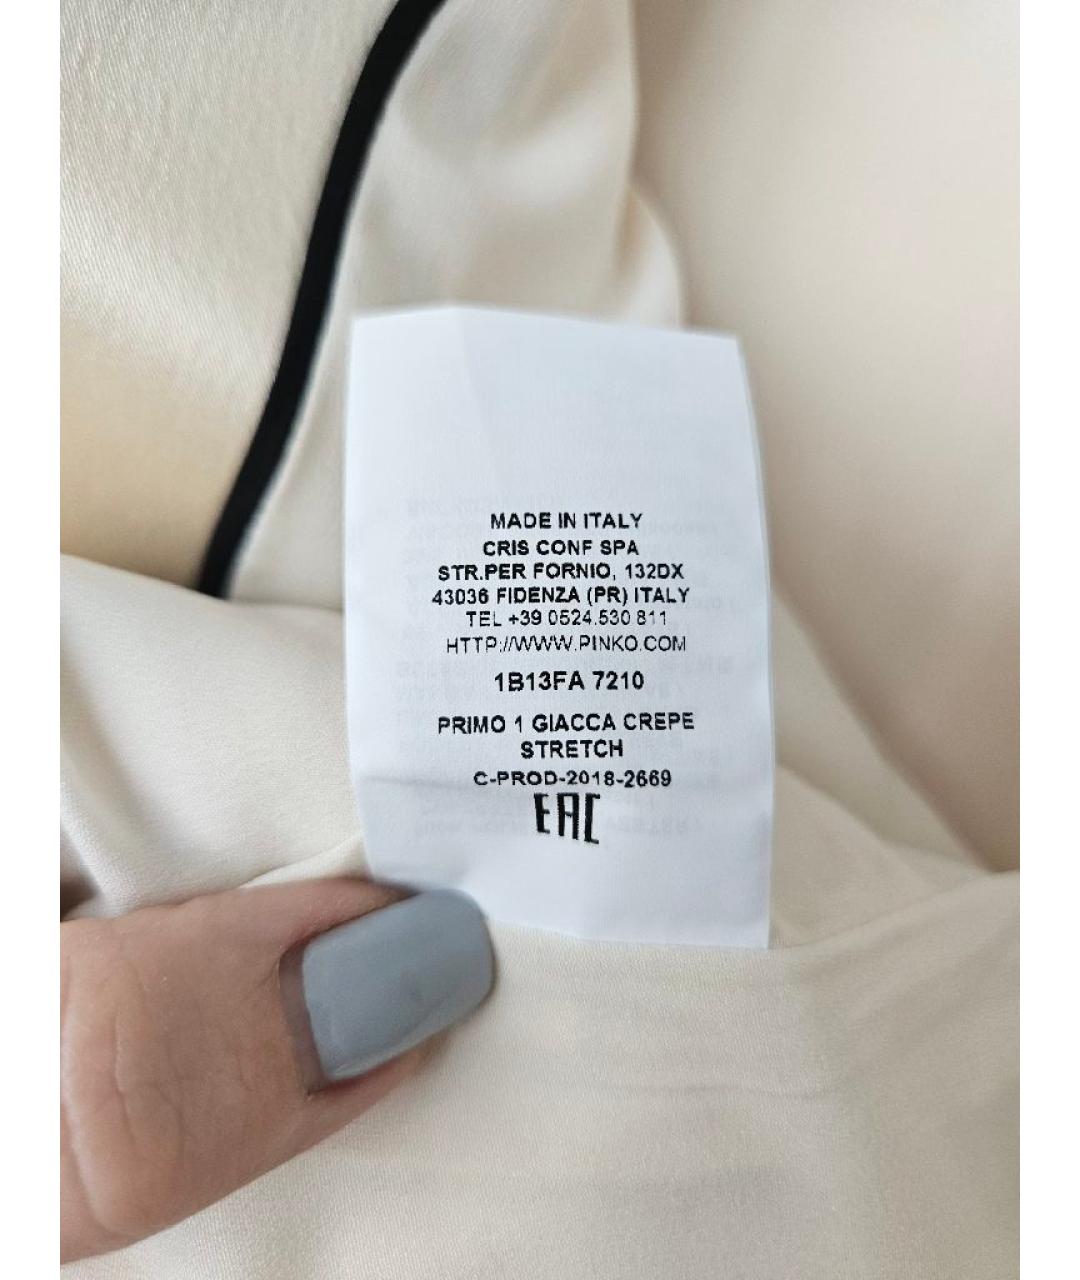 MADE IN ITALY
CRIS CONF SPA
STR.PER FORNIO, 132DX
43036 FIDENZA (PR) ITALY
TEL +39 0524.530 811
HTTP://WWW.PINKO.COM
1B13FA 7210
PRIMO 1 GIACCA CREPE
STRETCH
C-PROD-2018-2669
EAC